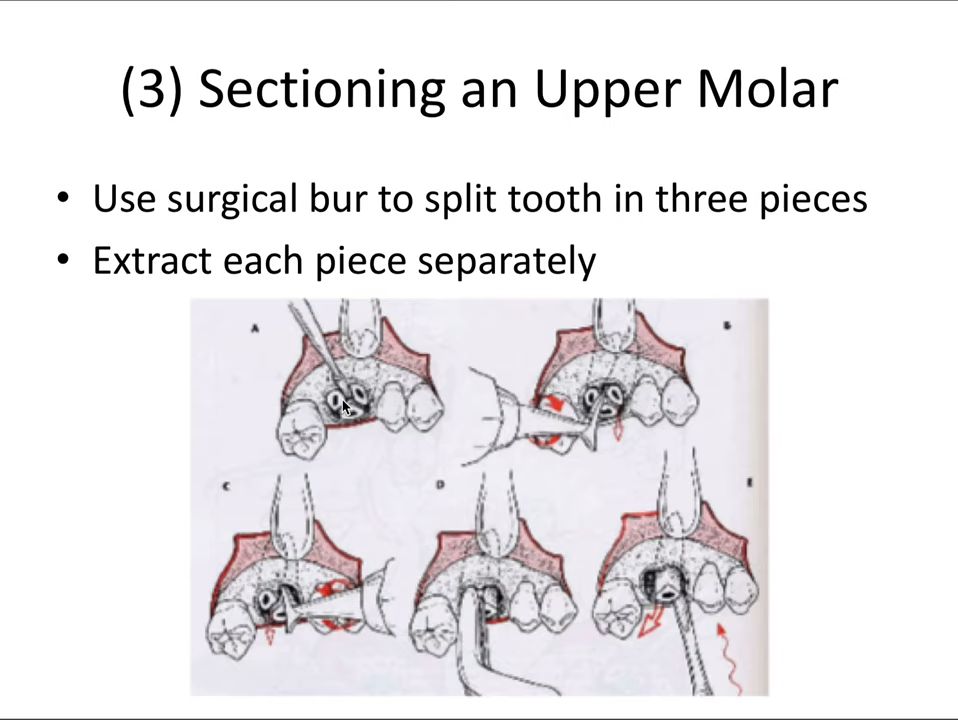 (3) Sectioning an Upper Molar
• Use surgical bur to split tooth in three pieces
• Extract each piece separately
A
B
C
D
E